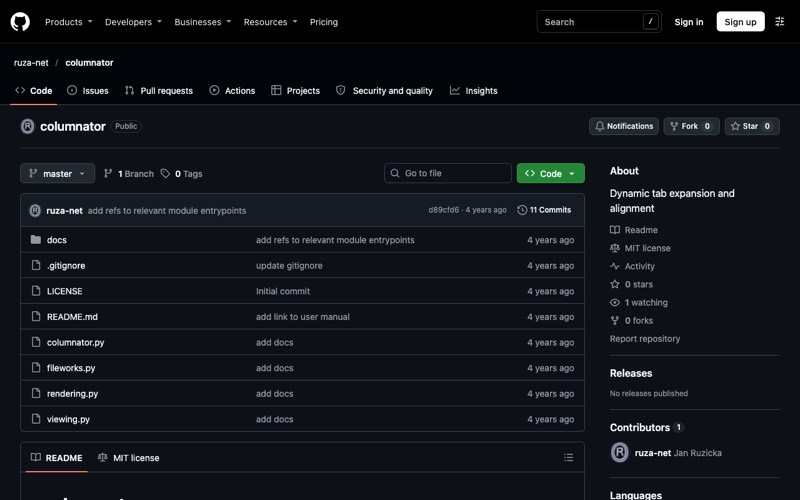 Products Developers Businesses Resources Pricing Search / Sign in Sign up
ruza-net / columnator
Code Issues Pull requests Actions Projects Security and quality Insights
columnator Public Notifications Fork 0 Star 0
master 1 Branch 0 Tags Go to file Code
ruza-net add refs to relevant module entrypoints d89cfd6 · 4 years ago 11 Commits
docs add refs to relevant module entrypoints 4 years ago
.gitignore update gitignore 4 years ago
LICENSE Initial commit 4 years ago
README.md add link to user manual 4 years ago
columnator.py add docs 4 years ago
fileworks.py add docs 4 years ago
rendering.py add docs 4 years ago
viewing.py add docs 4 years ago
README MIT license
About
Dynamic tab expansion and
alignment
Readme
MIT license
Activity
0 stars
1 watching
0 forks
Report repository
Releases
No releases published
Contributors 1
ruza-net Jan Ruzicka
Languages